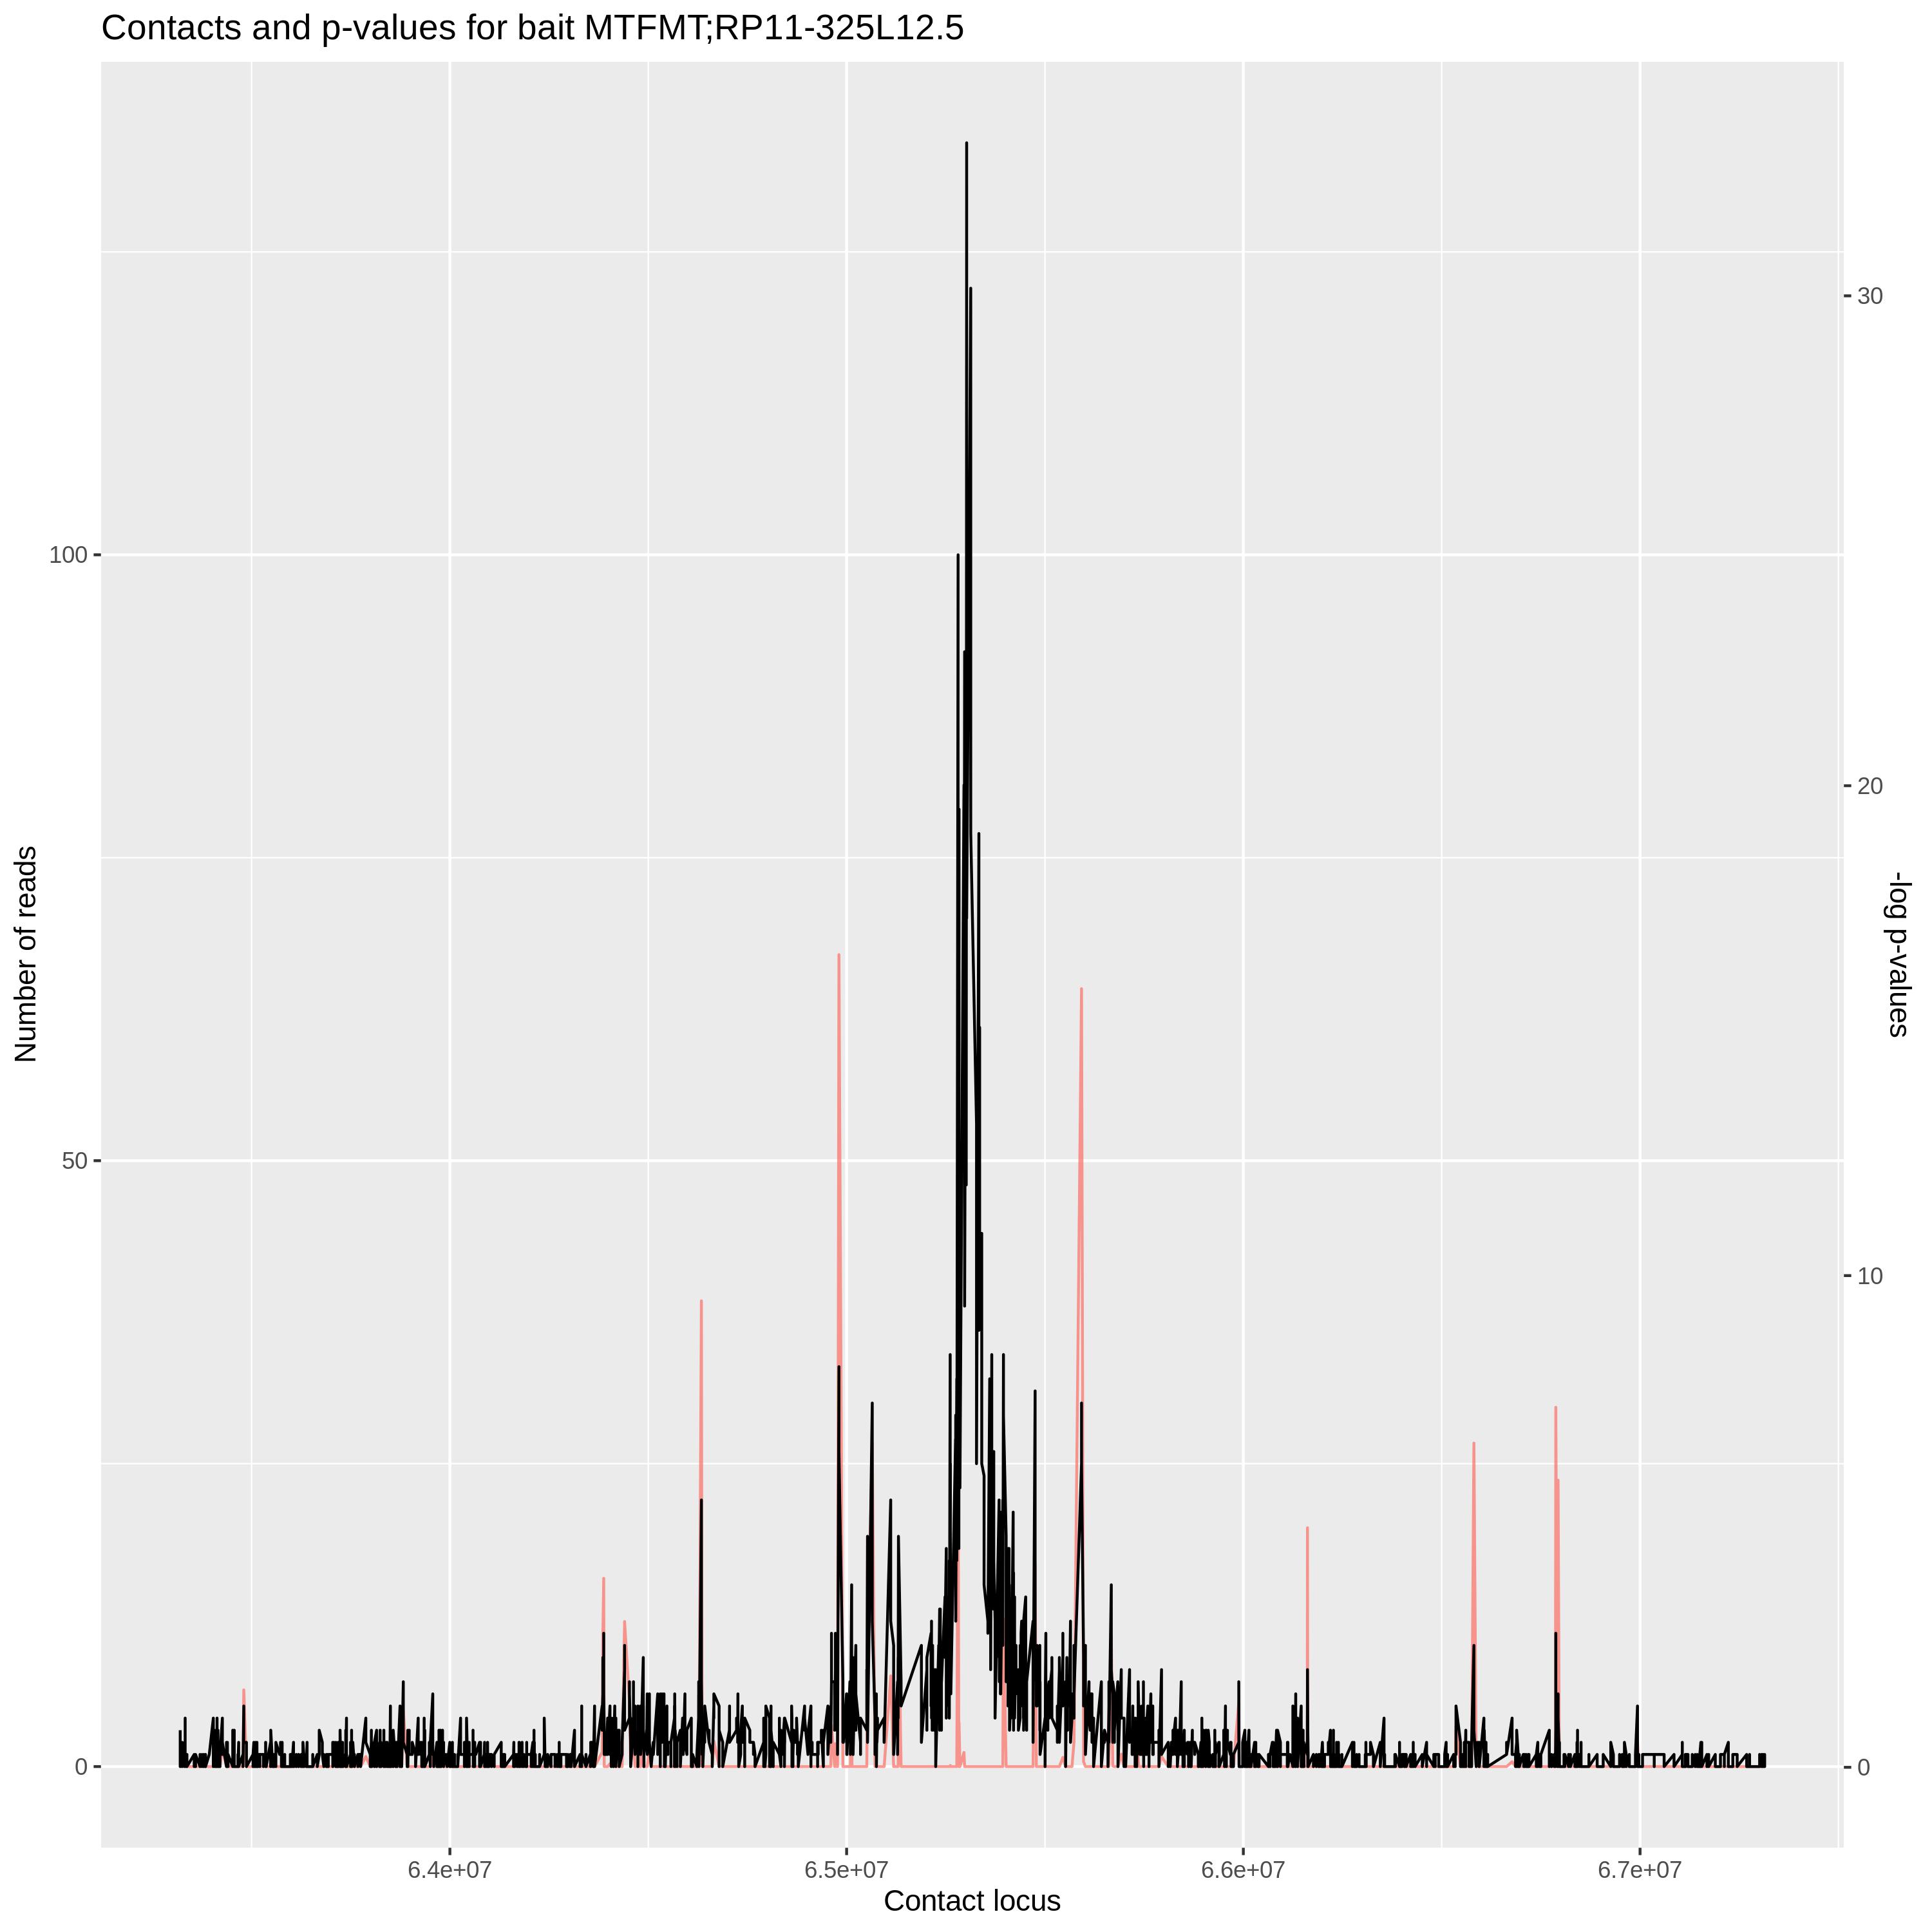 Contacts and p-values for bait MTFMT;RP11-325L12.5
Number of reads
100
50
0
30
20
10
0
-log p-values
6.4e+07 6.5e+07 6.6e+07 6.7e+07
Contact locus